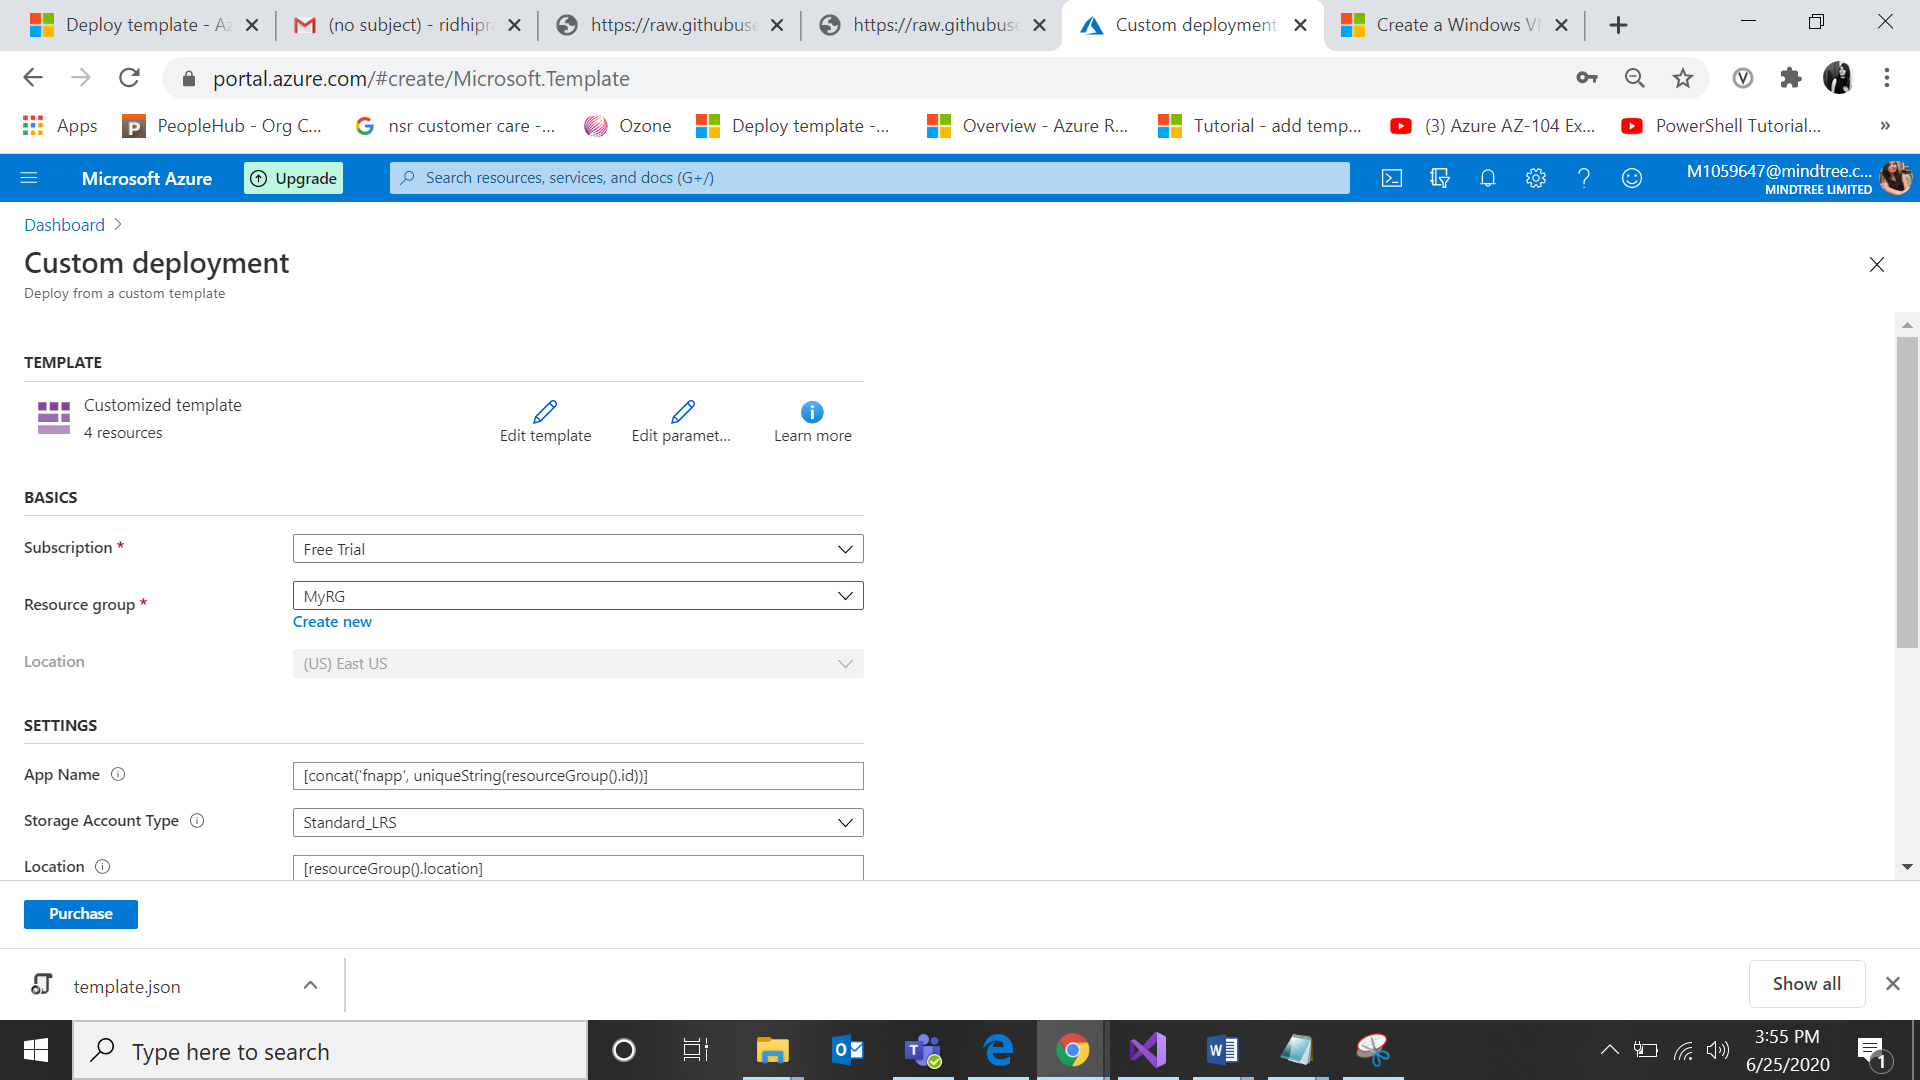 Deploy template - Az
(no subject) - ridhipra
https://raw.githubuse
https://raw.githubuse
Custom deployment
Create a Windows VM
portal.azure.com/#create/Microsoft.Template
Apps
PeopleHub - Org C...
nsr customer care -...
Ozone
Deploy template -...
Overview - Azure R...
Tutorial - add temp...
(3) Azure AZ-104 Ex...
PowerShell Tutorial...
»
Microsoft Azure
Upgrade
Search resources, services, and docs (G+/)
M1059647@mindtree.c...
MINDTREE LIMITED
Dashboard
Custom deployment
Deploy from a custom template
TEMPLATE
Customized template
4 resources
Edit template
Edit paramet...
Learn more
BASICS
Subscription *
Free Trial
Resource group *
MyRG
Create new
Location
(US) East US
SETTINGS
App Name
[concat('fnapp', uniqueString(resourceGroup().id))]
Storage Account Type
Standard_LRS
Location
[resourceGroup().location]
Purchase
template.json
Show all
Type here to search
3:55 PM
6/25/2020
1